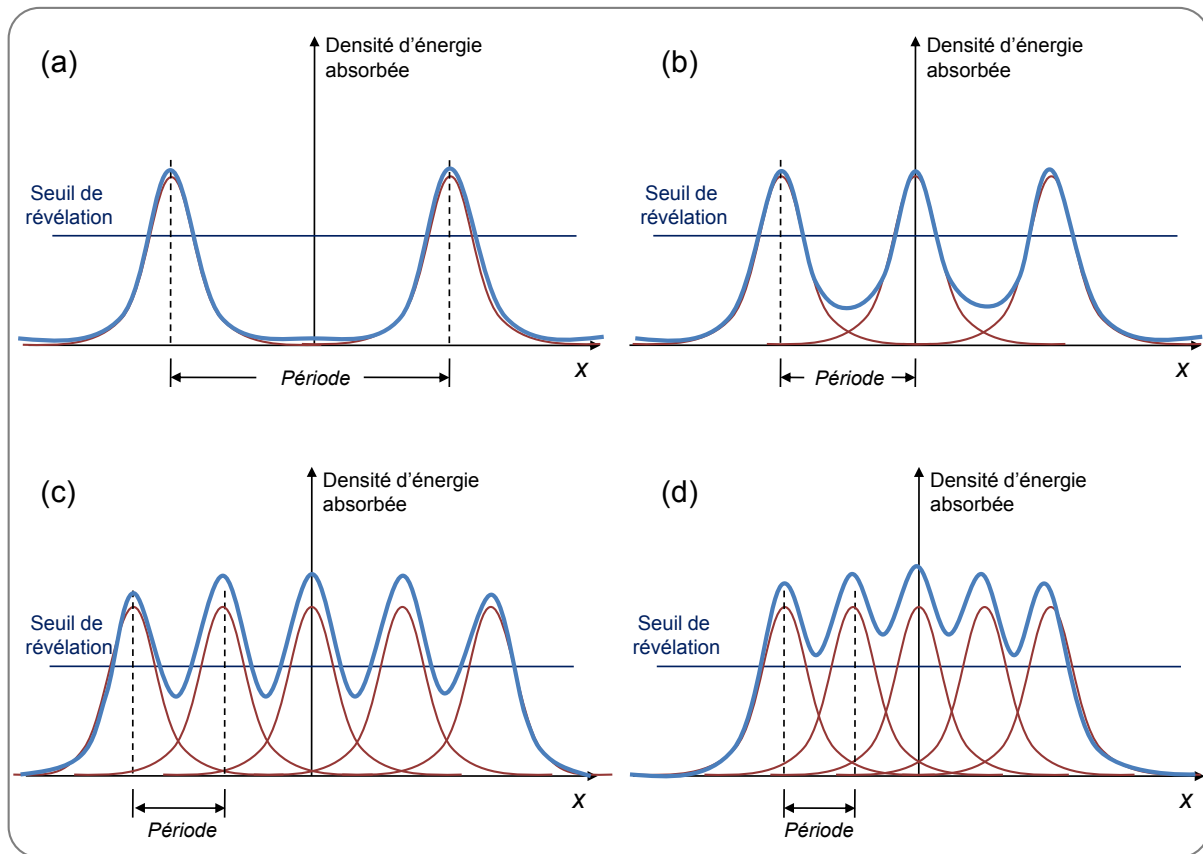 (a)
Densité d'énergie
absorbée
Seuil de
révélation
x
Période
(b)
Densité d'énergie
absorbée
Seuil de
révélation
x
Période
(c)
Densité d'énergie
absorbée
Seuil de
révélation
x
Période
(d)
Densité d'énergie
absorbée
Seuil de
révélation
x
Période